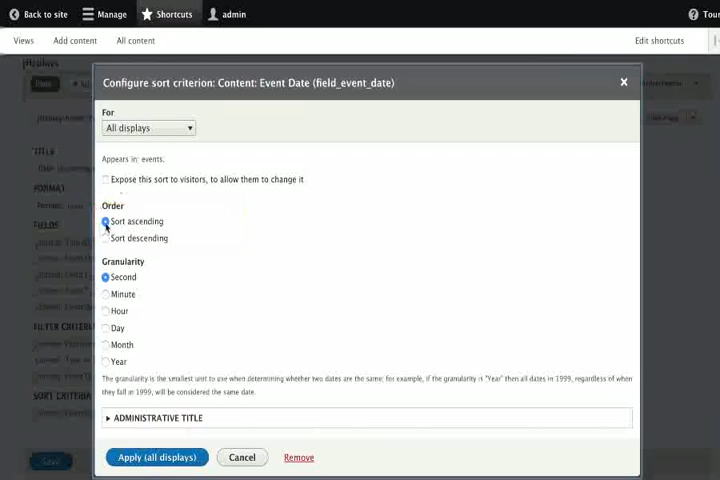 Back to site Manage Shortcuts admin Tour
Views Add content All content Edit shortcuts
Displays
Configure sort criterion: Content: Event Date (field_event_date) x
For
All displays
Appears in: events.
Expose this sort to visitors, to allow them to change it
Order
Sort ascending
Sort descending
Granularity
Second
Minute
Hour
Day
Month
Year
The granularity is the smallest unit to use when determining whether two dates are the same; for example, if the granularity is "Year" then all dates in 1999, regardless of when
they fall in 1999, will be considered the same date.
ADMINISTRATIVE TITLE
Apply (all displays) Cancel Remove
TITLE
FORMAT
FIELDS
FILTER CRITERIA
SORT CRITERIA
Save